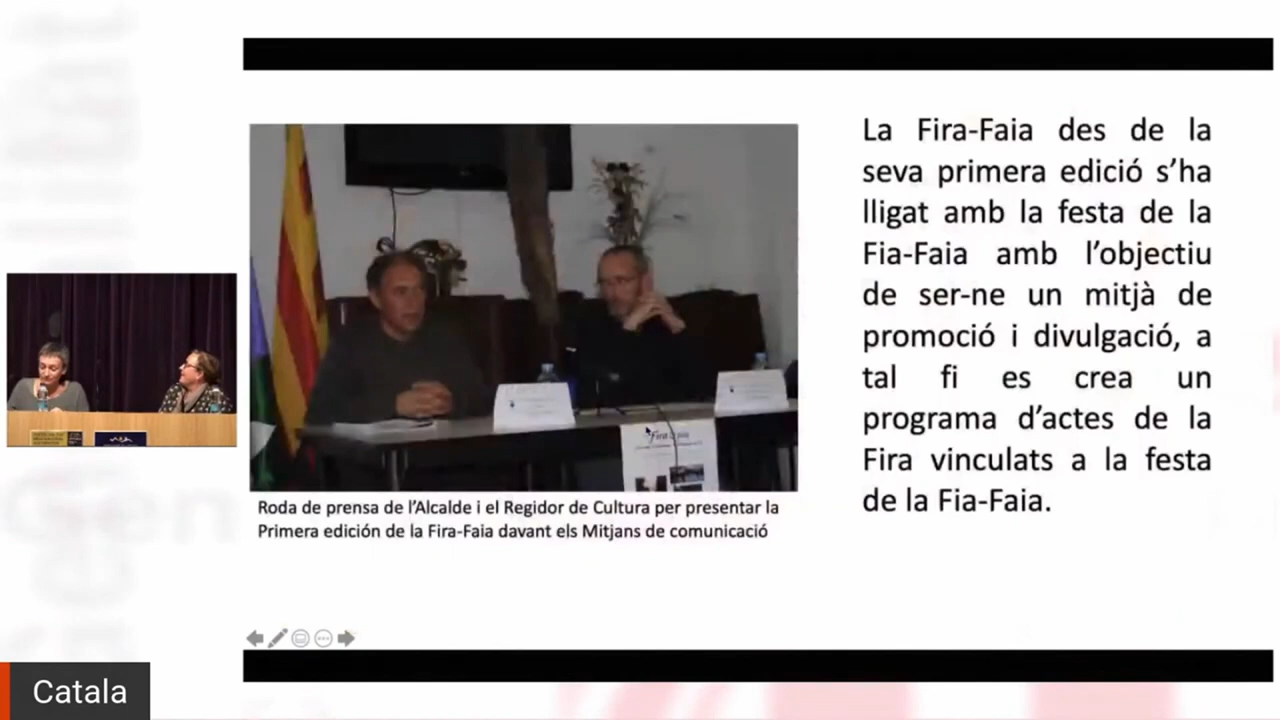 La Fira-Faia des de la
seva primera edició s’ha
lligat amb la festa de la
Fia-Faia amb l’objectiu
de ser-ne un mitjà de
promoció i divulgació, a
tal fi es crea un
programa d’actes de la
Fira vinculats a la festa
de la Fia-Faia.
Roda de prensa de l’Alcalde i el Regidor de Cultura per presentar la
Primera edición de la Fira-Faia davant els Mitjans de comunicació
Gen
Catala